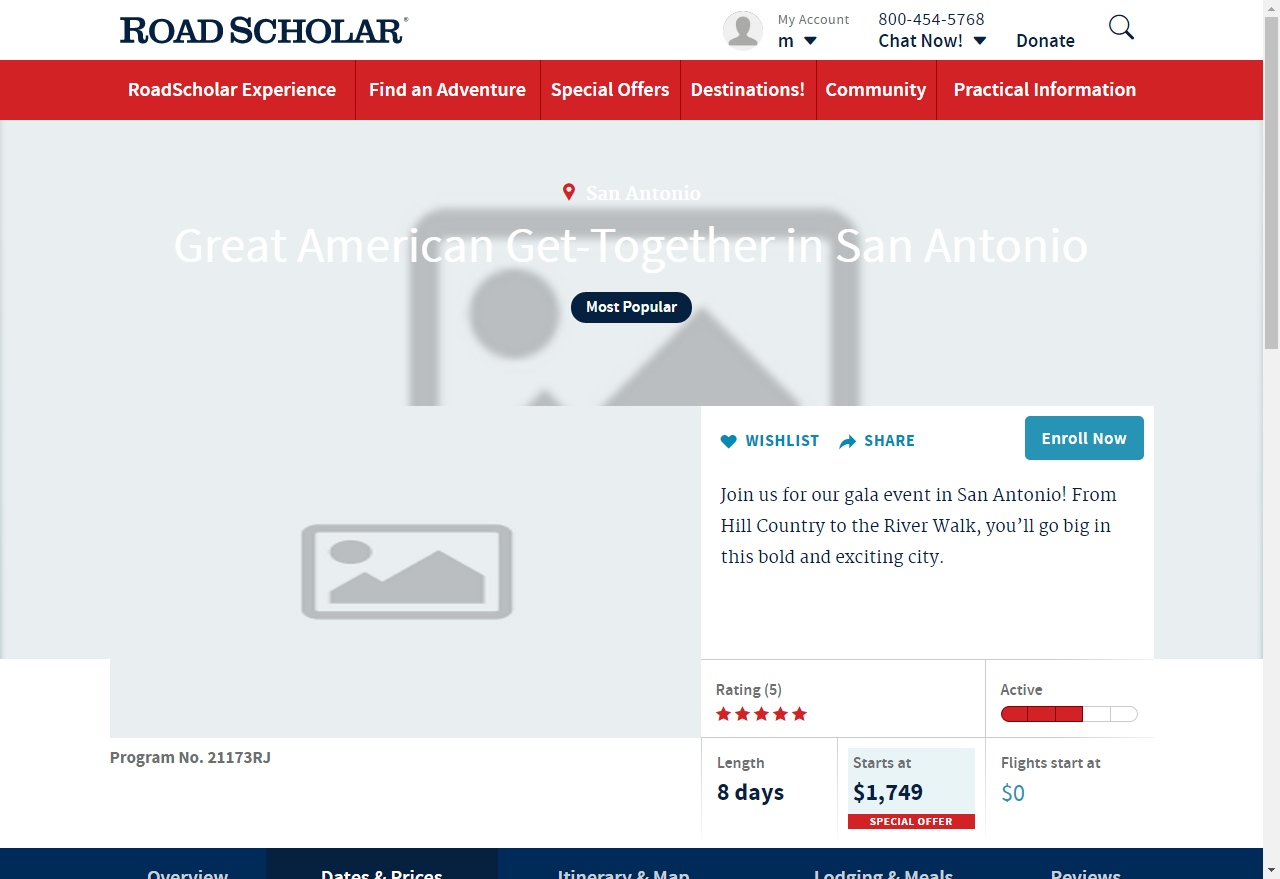 ROAD SCHOLAR®
My Account
m
800-454-5768
Chat Now!
Donate
RoadScholar Experience
Find an Adventure
Special Offers
Destinations!
Community
Practical Information
San Antonio
Great American Get-Together in San Antonio
Most Popular
WISHLIST
SHARE
Enroll Now
Join us for our gala event in San Antonio! From
Hill Country to the River Walk, you’ll go big in
this bold and exciting city.
Rating (5)
Active
Program No. 21173RJ
Length
8 days
Starts at
$1,749
SPECIAL OFFER
Flights start at
$0
Overview
Dates & Prices
Itinerary & Map
Lodging & Meals
Reviews